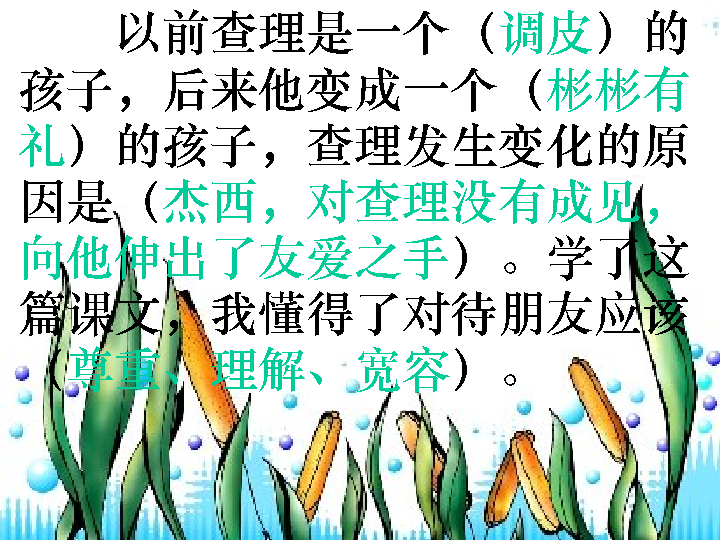 以前查理是一个（调皮）的
孩子，后来他变成一个（彬彬有
礼）的孩子，查理发生变化的原
因是（杰西，对查理没有成见，
向他伸出了友爱之手）。学了这
篇课文，我懂得了对待朋友应该
（尊重、理解、宽容）。